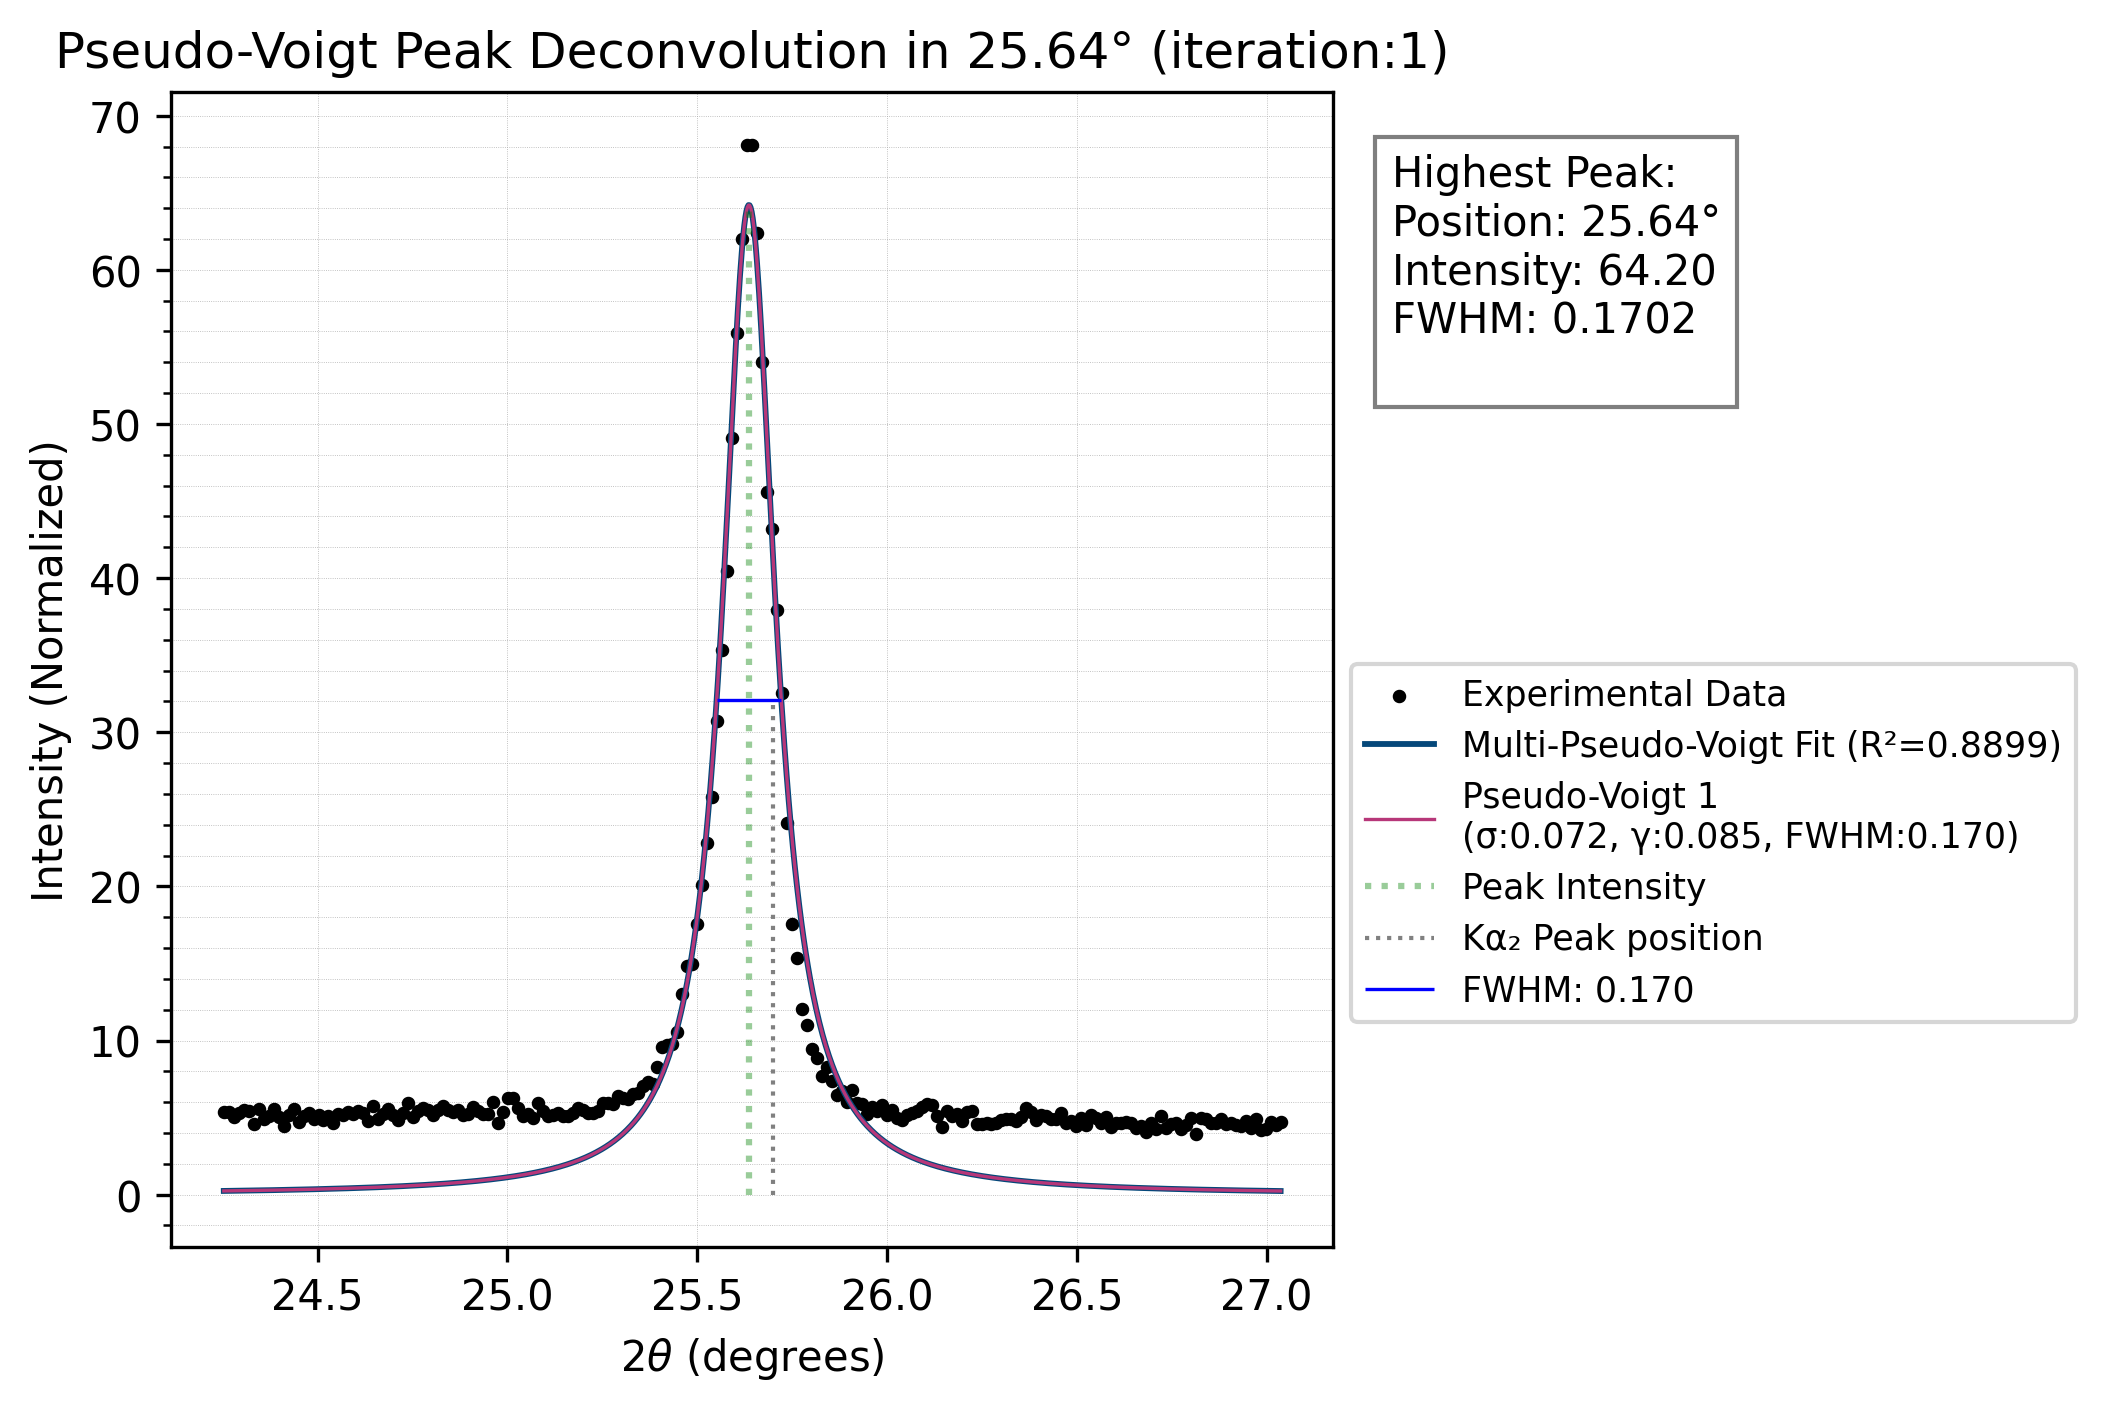 Pseudo-Voigt Peak Deconvolution in 25.64° (iteration:1)
Intensity (Normalized)
70
60
50
40
30
20
10
0
24.5 25.0 25.5 26.0 26.5 27.0
2θ (degrees)
Highest Peak:
Position: 25.64°
Intensity: 64.20
FWHM: 0.1702
Experimental Data
Multi-Pseudo-Voigt Fit (R²=0.8899)
Pseudo-Voigt 1
(σ:0.072, γ:0.085, FWHM:0.170)
Peak Intensity
Kα₂ Peak position
FWHM: 0.170